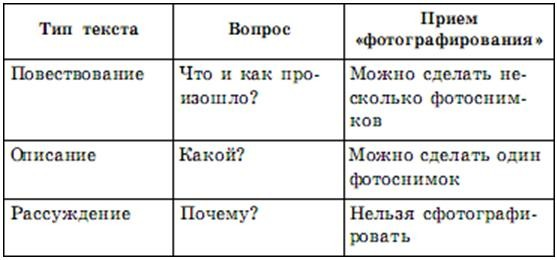 Тип текста
Вопрос
Прием
«фотографирования»
Повествование
Что и как про-
изошло?
Можно сделать не-
сколько фотосним-
ков
Описание
Какой?
Можно сделать один
фотоснимок
Рассуждение
Почему?
Нельзя сфотографи-
ровать